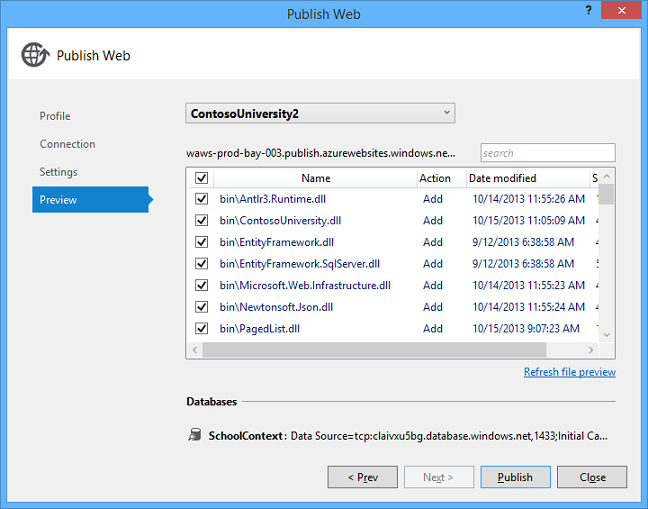 Publish Web
?
Publish Web
Profile
Connection
Settings
Preview
ContosoUniversity2
waws-prod-bay-003.publish.azurewebsites.windows.ne...
search
Name Action Date modified S
bin\Antlr3.Runtime.dll Add 10/14/2013 11:55:26 AM
bin\ContosoUniversity.dll Add 10/15/2013 11:05:09 AM
bin\EntityFramework.dll Add 9/12/2013 6:38:58 AM
bin\EntityFramework.SqlServer.dll Add 9/12/2013 6:38:58 AM
bin\Microsoft.Web.Infrastructure.dll Add 10/14/2013 11:55:23 AM
bin\Newtonsoft.Json.dll Add 10/14/2013 11:55:24 AM
bin\PagedList.dll Add 10/15/2013 9:07:23 AM
Refresh file preview
Databases
SchoolContext: Data Source=tcp:claivxu5bg.database.windows.net,1433;Initial Ca...
< Prev Next > Publish Close